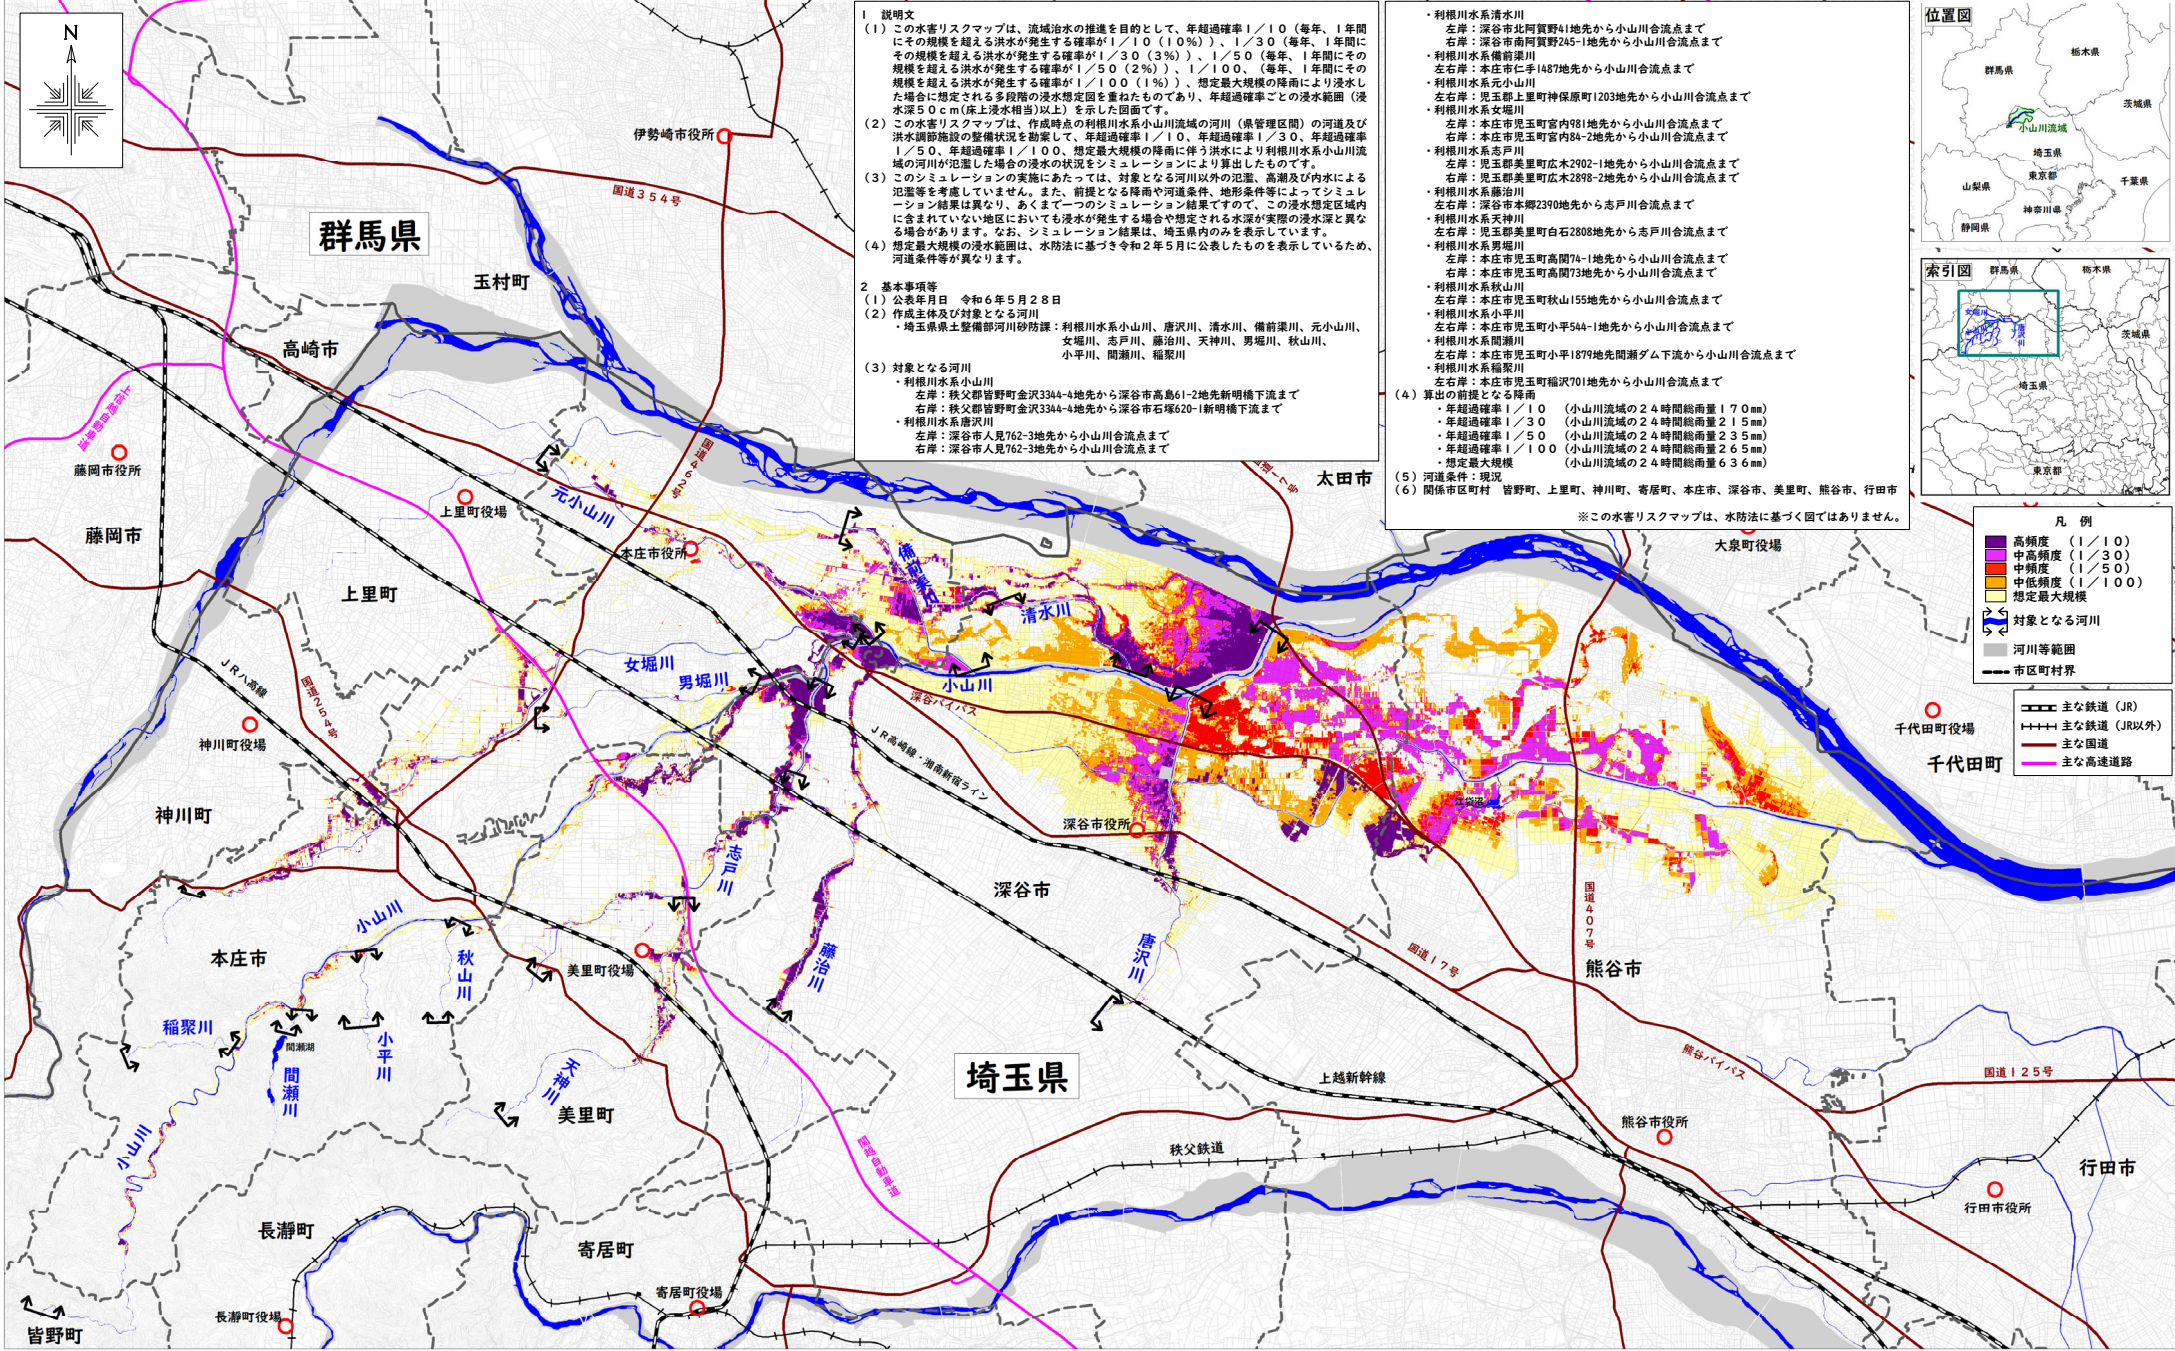 N
1 説明文
(1) この水害リスクマップは、流域治水の推進を目的として、年超過確率1/10(毎年、1年間
にその規模を超える洪水が発生する確率が1/10(10%))、1/30(毎年、1年間に
その規模を超える洪水が発生する確率が1/30(3%))、1/50(毎年、1年間にその
規模を超える洪水が発生する確率が1/50(2%))、1/100、(毎年、1年間にその
規模を超える洪水が発生する確率が1/100(1%))、想定最大規模の降雨により浸水し
た場合に想定される多段階の浸水想定図を重ねたものであり、年超過確率ごとの浸水範囲(浸
水深50cm(床上浸水相当)以上)を示した図面です。
(2) この水害リスクマップは、作成時点の利根川水系小山川流域の河川(県管理区間)の河道及び
洪水調節施設の整備状況を勘案して、年超過確率1/10、年超過確率1/30、年超過確率
1/50、年超過確率1/100、想定最大規模の降雨に伴う洪水により利根川水系小山川流
域の河川が氾濫した場合の浸水の状況をシミュレーションにより算出したものです。
(3) このシミュレーションの実施にあたっては、対象となる河川以外の氾濫、高潮及び内水による
氾濫等を考慮していません。また、前提となる降雨や河道条件、地形条件等によってシミュレ
ーション結果は異なり、あくまで一つのシミュレーション結果ですので、この浸水想定区域内
に含まれていない地区においても浸水が発生する場合や想定される水深が実際の浸水深と異な
る場合があります。なお、シミュレーション結果は、埼玉県内のみを表示しています。
(4) 想定最大規模の浸水範囲は、水防法に基づき令和2年5月に公表したものを表示しているため、
河道条件等が異なります。
2 基本事項等
(1) 公表年月日 令和6年5月28日
(2) 作成主体及び対象となる河川
・埼玉県県土整備部河川砂防課:利根川水系小山川、唐沢川、清水川、備前渠川、元小山川、
女堀川、志戸川、藤治川、天神川、男堀川、秋山川、
小平川、間瀬川、稲聚川
(3) 対象となる河川
・利根川水系小山川
左岸:秩父郡皆野町金沢3344-4地先から深谷市高島61-2地先新明橋下流まで
右岸:秩父郡皆野町金沢3344-4地先から深谷市石塚620-1新明橋下流まで
・利根川水系唐沢川
左岸:深谷市人見762-3地先から小山川合流点まで
右岸:深谷市人見762-3地先から小山川合流点まで
・利根川水系清水川
左岸:深谷市北阿賀野41地先から小山川合流点まで
右岸:深谷市南阿賀野245-1地先から小山川合流点まで
・利根川水系備前渠川
左右岸:本庄市仁手1487地先から小山川合流点まで
・利根川水系元小山川
左右岸:児玉郡上里町神保原町1203地先から小山川合流点まで
・利根川水系女堀川
左岸:本庄市児玉町宮内981地先から小山川合流点まで
右岸:本庄市児玉町宮内84-2地先から小山川合流点まで
・利根川水系志戸川
左岸:児玉郡美里町広木2902-1地先から小山川合流点まで
右岸:児玉郡美里町広木2898-2地先から小山川合流点まで
・利根川水系藤治川
左右岸:深谷市本郷2390地先から志戸川合流点まで
・利根川水系天神川
左右岸:児玉郡美里町白石2808地先から志戸川合流点まで
・利根川水系男堀川
左岸:本庄市児玉町高関74-1地先から小山川合流点まで
右岸:本庄市児玉町高関73地先から小山川合流点まで
・利根川水系秋山川
左右岸:本庄市児玉町秋山155地先から小山川合流点まで
・利根川水系小平川
左右岸:本庄市児玉町小平544-1地先から小山川合流点まで
・利根川水系間瀬川
左右岸:本庄市児玉町小平1879地先間瀬ダム下流から小山川合流点まで
・利根川水系稲聚川
左右岸:本庄市児玉町稲沢701地先から小山川合流点まで
(4) 算出の前提となる降雨
・年超過確率1/10 (小山川流域の24時間総雨量170㎜)
・年超過確率1/30 (小山川流域の24時間総雨量215㎜)
・年超過確率1/50 (小山川流域の24時間総雨量235㎜)
・年超過確率1/100 (小山川流域の24時間総雨量265㎜)
・想定最大規模 (小山川流域の24時間総雨量636㎜)
(5) 河道条件:現況
(6) 関係市区町村 皆野町、上里町、神川町、寄居町、本庄市、深谷市、美里町、熊谷市、行田市
※この水害リスクマップは、水防法に基づく図ではありません。
位置図
栃木県
群馬県
茨城県
小山川流域
埼玉県
東京都
山梨県
千葉県
神奈川県
静岡県
索引図
群馬県
栃木県
女堀川
小山川
唐沢川
茨城県
埼玉県
東京都
凡 例
高頻度 (1/10)
中高頻度 (1/30)
中頻度 (1/50)
中低頻度 (1/100)
想定最大規模
対象となる河川
河川等範囲
市区町村界
主な鉄道(JR)
主な鉄道(JR以外)
主な国道
主な高速道路
伊勢崎市役所
国道354号
群馬県
玉村町
高崎市
上信越自動車道
藤岡市役所
藤岡市
国道462号
上里町役場
元小山川
本庄市役所
国道17号
太田市
大泉町役場
備前渠川
清水川
上里町
女堀川
男堀川
小山川
深谷バイパス
JR八高線
国道254号
神川町役場
JR高崎線・湘南新宿ライン
千代田町役場
千代田町
江袋沼
神川町
深谷市役所
志戸川
深谷市
国道407号
小山川
本庄市
秋山川
美里町役場
藤治川
唐沢川
国道17号
熊谷市
稲聚川
間瀬湖
小平川
間瀬川
天神川
美里町
埼玉県
上越新幹線
熊谷バイパス
国道125号
小山川
関越自動車道
秩父鉄道
熊谷市役所
行田市
行田市役所
長瀞町
寄居町
寄居町役場
長瀞町役場
皆野町